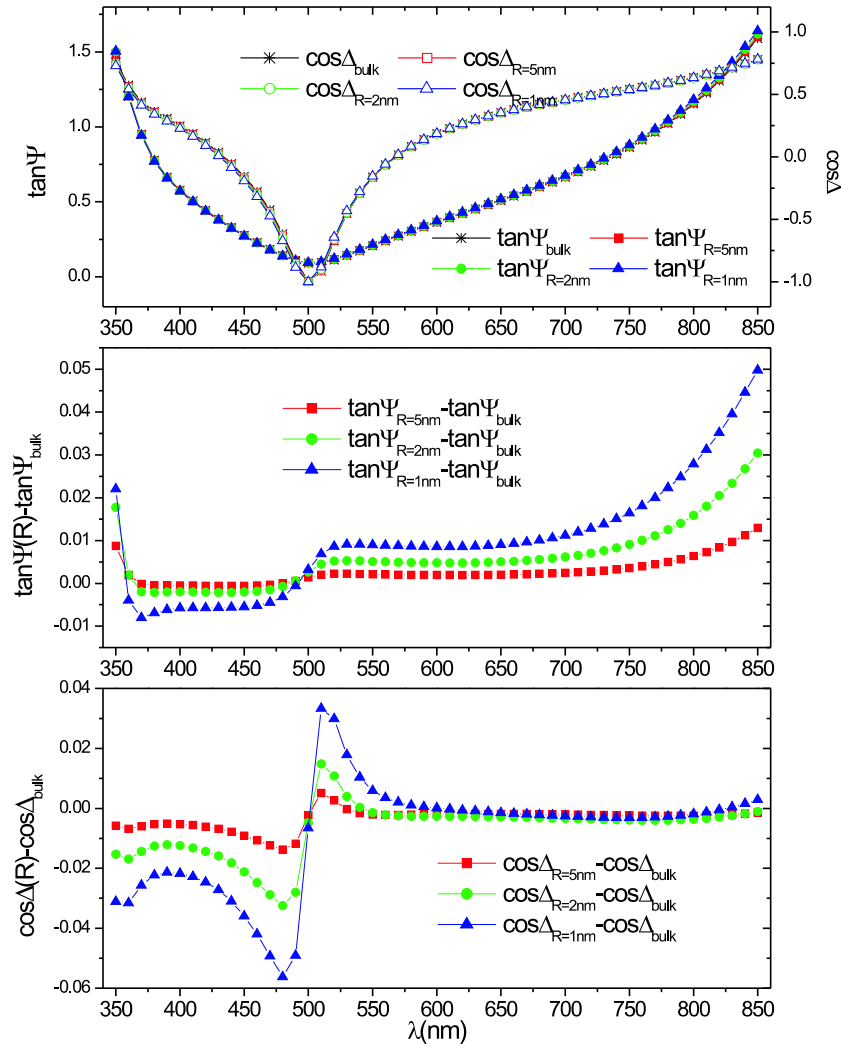 cosΔbulk cosΔR=5nm
cosΔR=2nm cosΔR=1nm
tanΨbulk tanΨR=5nm
tanΨR=2nm tanΨR=1nm
tanΨ
1.5
1.0
0.5
0.0
cosΔ
1.0
0.5
0.0
-0.5
-1.0
350 400 450 500 550 600 650 700 750 800 850
tanΨ(R)-tanΨbulk
0.05
0.04
0.03
0.02
0.01
0.00
-0.01
tanΨR=5nm-tanΨbulk
tanΨR=2nm-tanΨbulk
tanΨR=1nm-tanΨbulk
350 400 450 500 550 600 650 700 750 800 850
cosΔ(R)-cosΔbulk
0.04
0.02
0.00
-0.02
-0.04
-0.06
cosΔR=5nm-cosΔbulk
cosΔR=2nm-cosΔbulk
cosΔR=1nm-cosΔbulk
350 400 450 500 550 600 650 700 750 800 850
λ(nm)